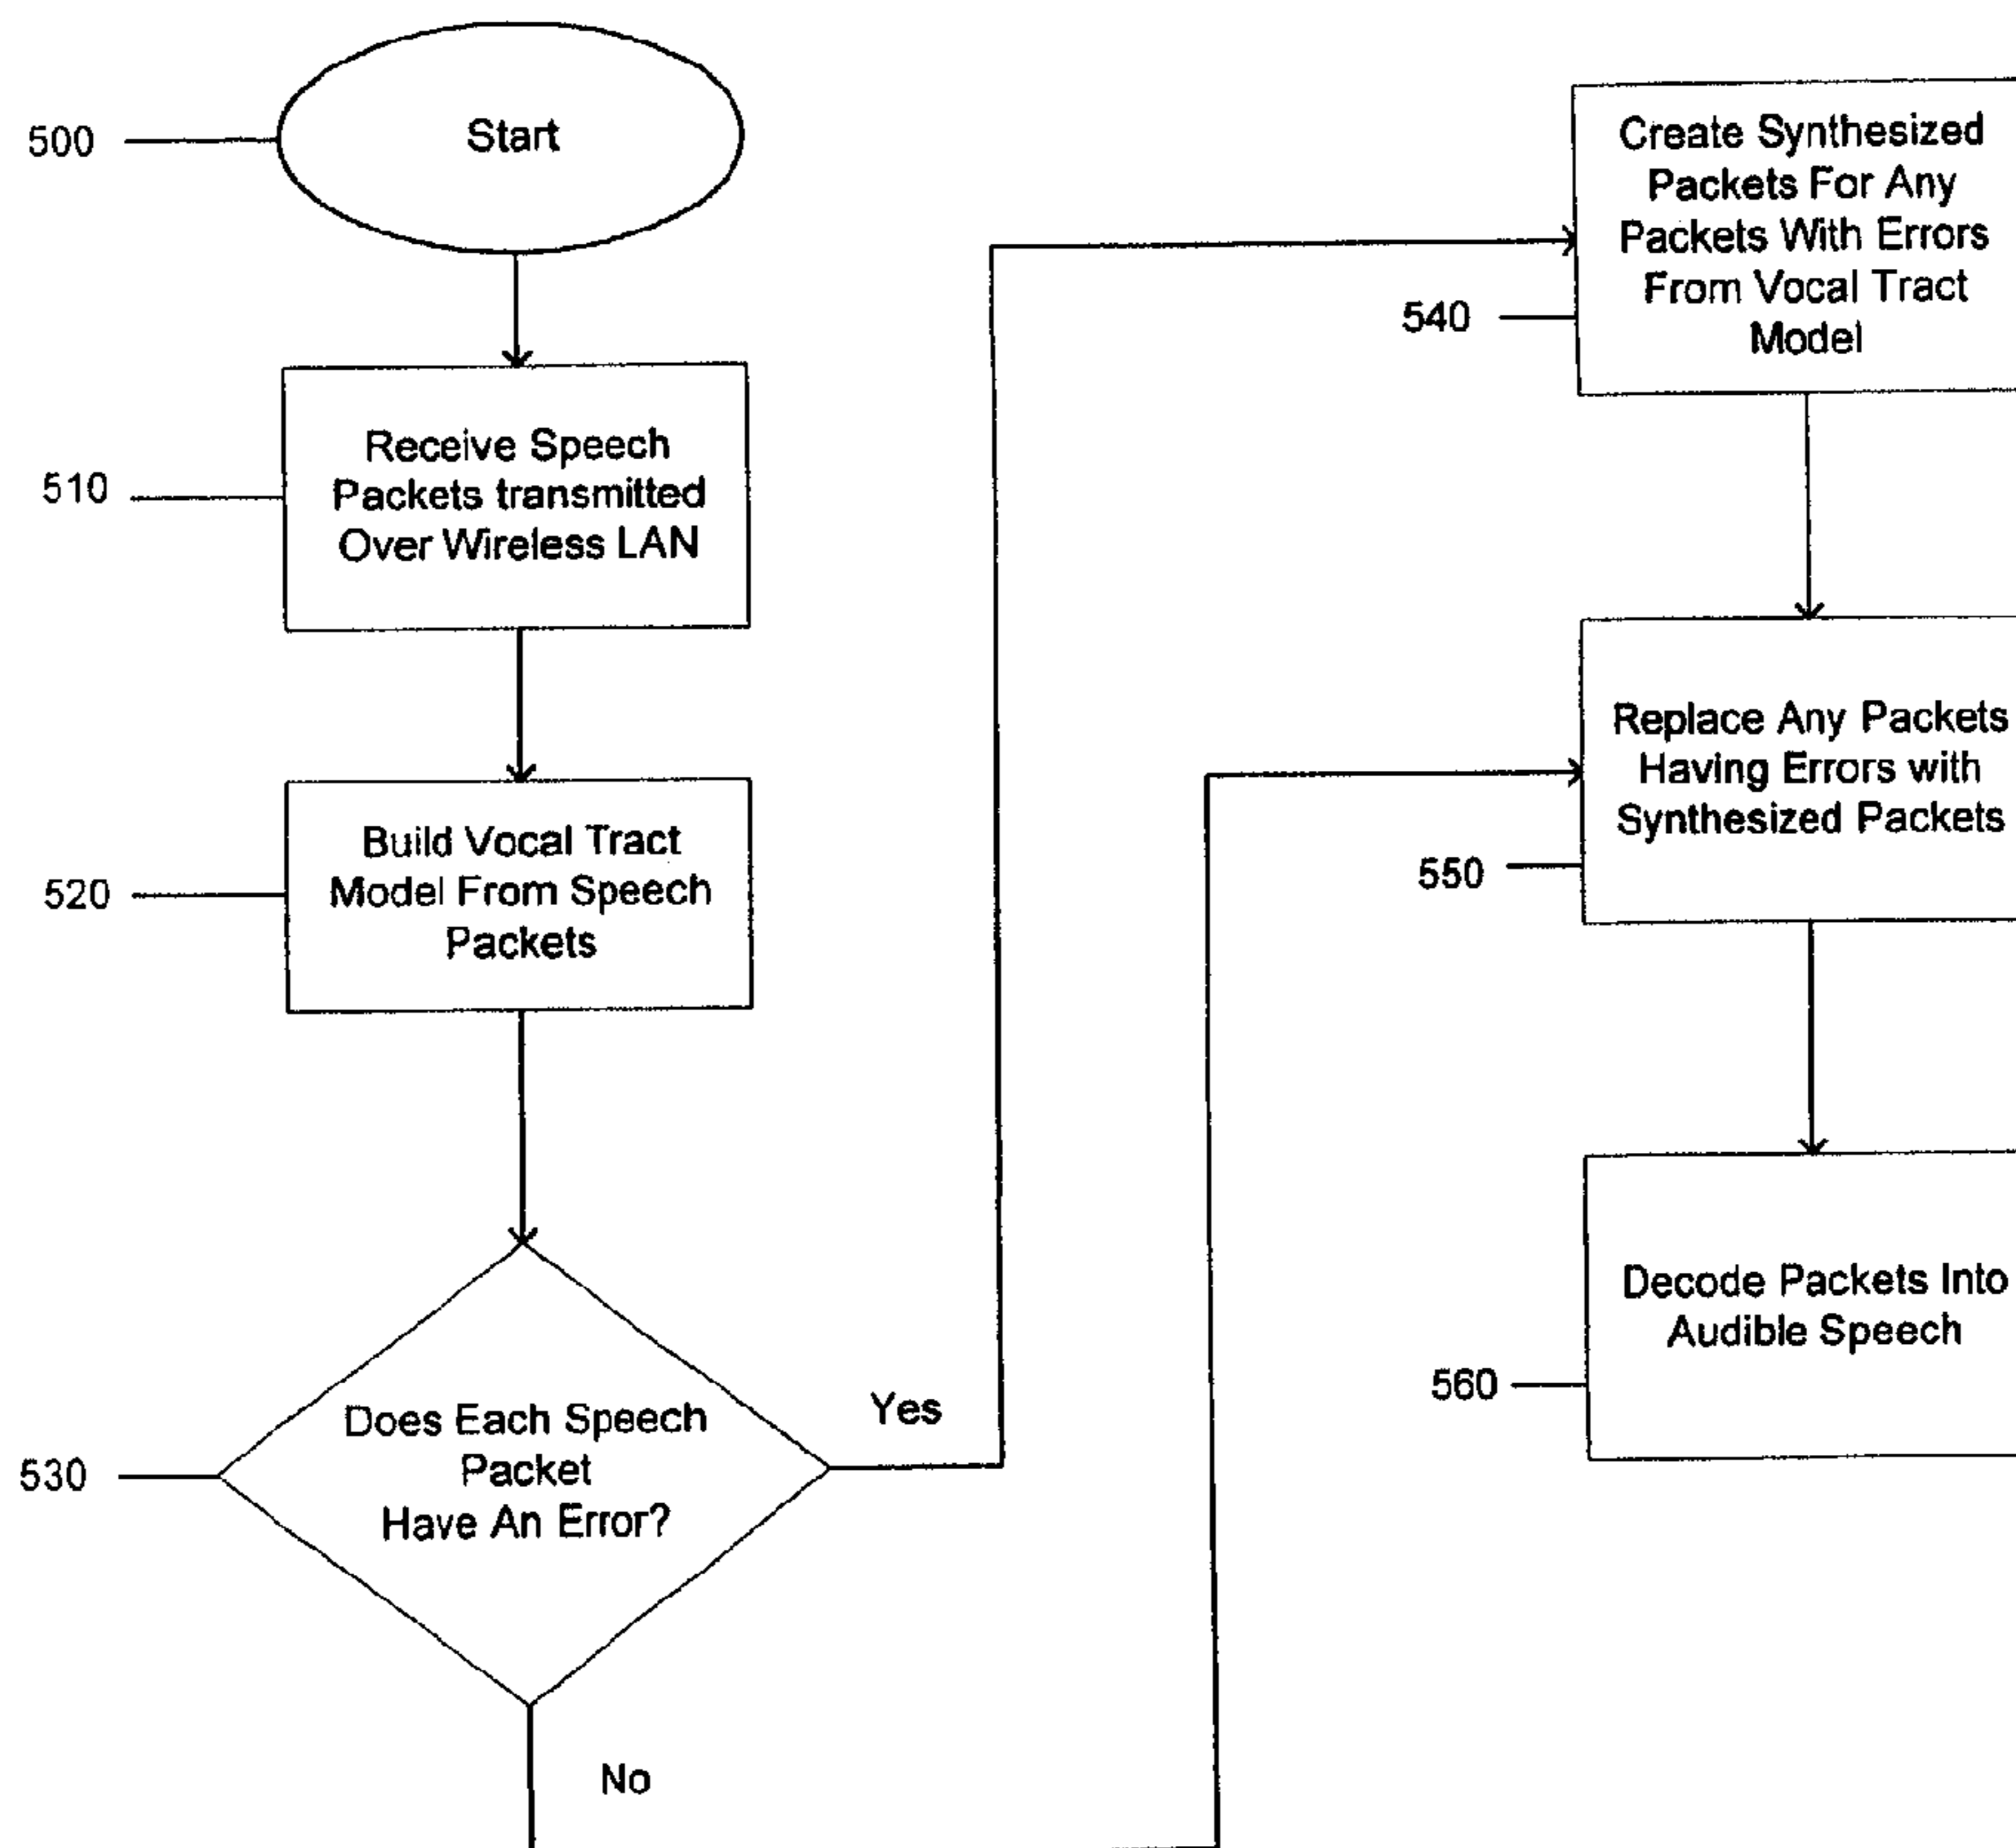 500
Start
510
Receive Speech
Packets transmitted
Over Wireless LAN
520
Build Vocal Tract
Model From Speech
Packets
530
Does Each Speech
Packet
Have An Error?
Yes
No
540
Create Synthesized
Packets For Any
Packets With Errors
From Vocal Tract
Model
550
Replace Any Packets
Having Errors with
Synthesized Packets
560
Decode Packets Into
Audible Speech